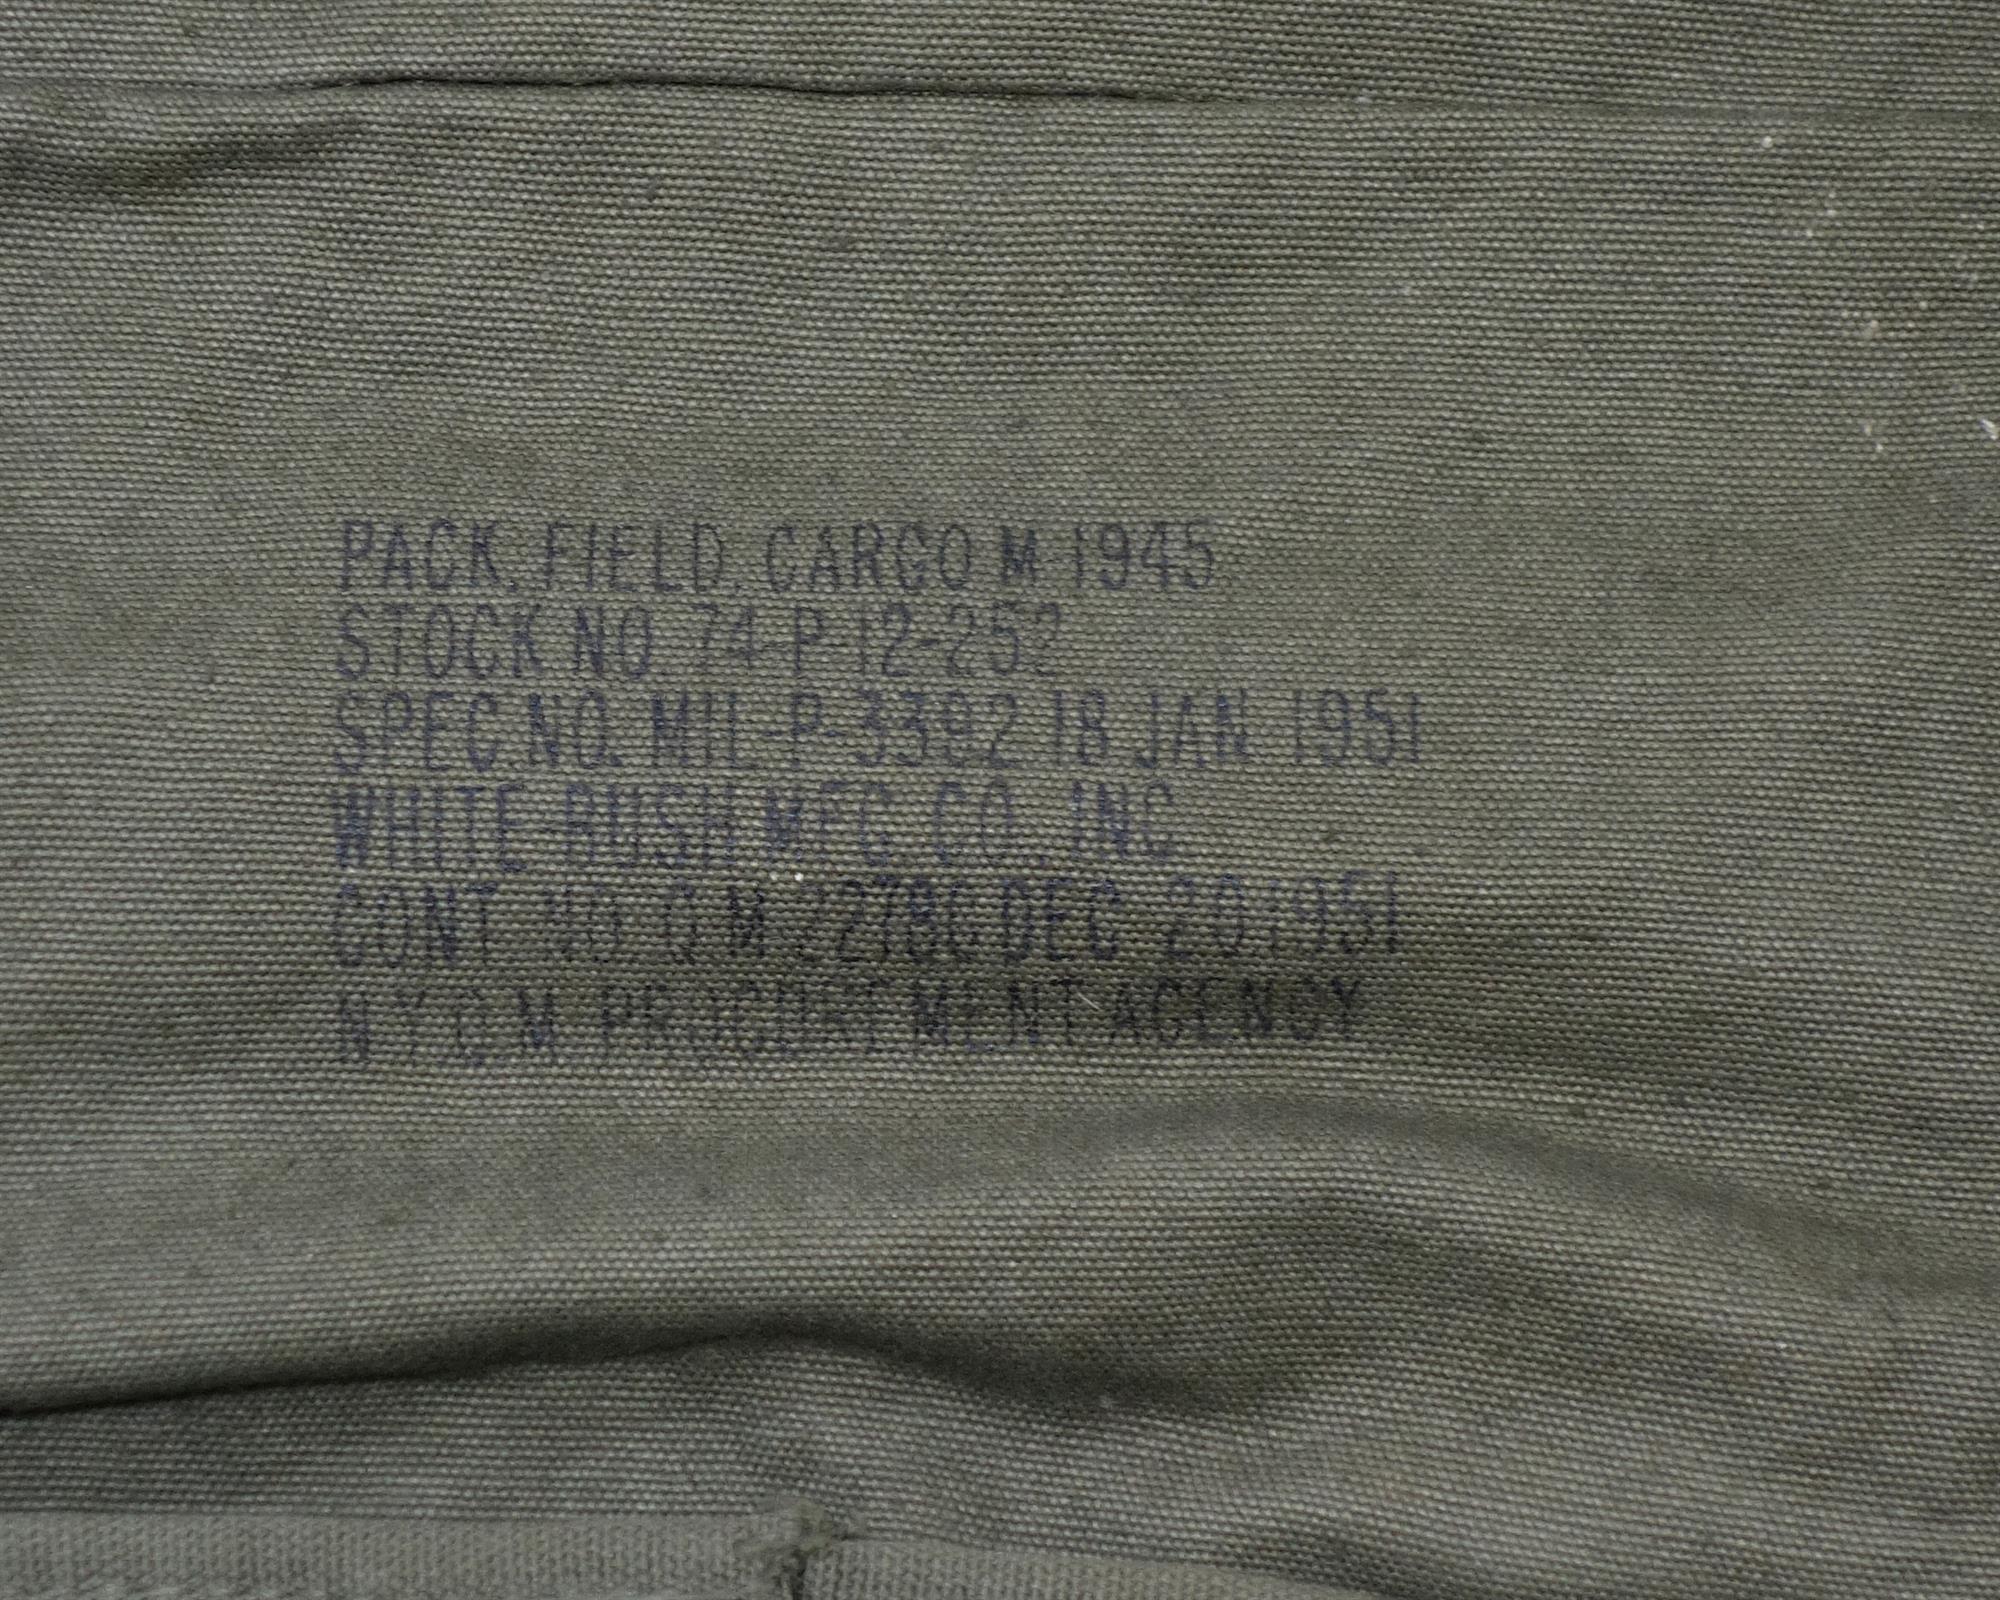 PACK, FIELD, CARGO M-1945
STOCK NO. 74-P-12-252
SPEC. NO. MIL-P-3392 18 JAN 1951
WHITE-BUSH MFG CO., INC
CONT NO. Q M DEC 20,1951
N.Y.Q.M. PROCUREMENT AGENCY